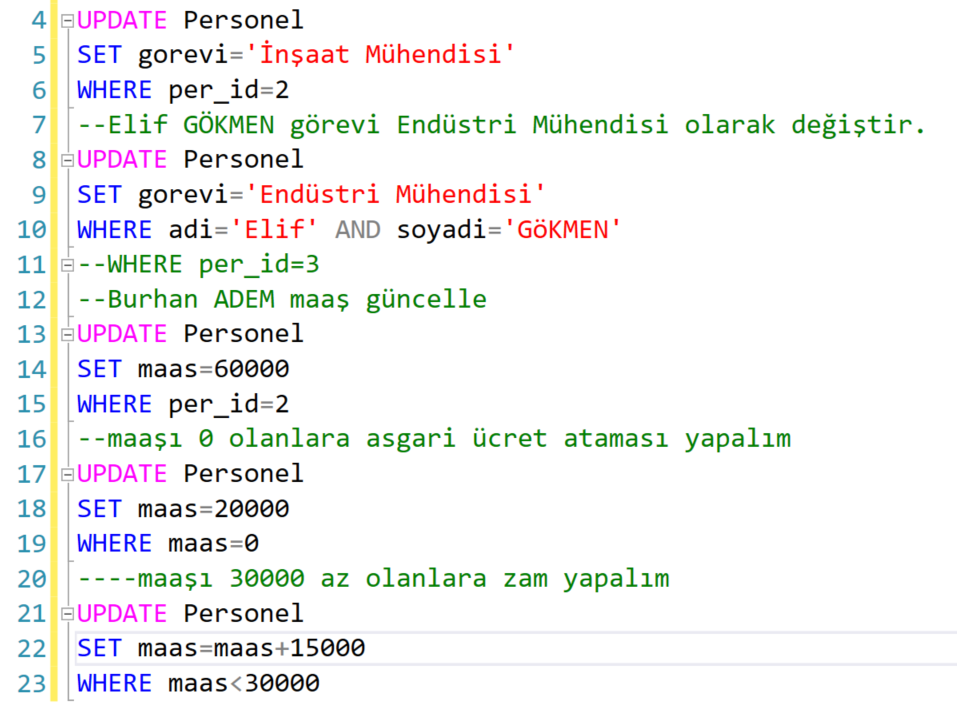 4 UPDATE Personel
5 SET gorevi='İnşaat Mühendisi'
6 WHERE per_id=2
7 --Elif GÖKMEN görevi Endüstri Mühendisi olarak değiştir.
8 UPDATE Personel
9 SET gorevi='Endüstri Mühendisi'
10 WHERE adi='Elif' AND soyadi='GöKMEN'
11 --WHERE per_id=3
12 --Burhan ADEM maaş güncelle
13 UPDATE Personel
14 SET maas=60000
15 WHERE per_id=2
16 --maaşı 0 olanlara asgari ücret ataması yapalım
17 UPDATE Personel
18 SET maas=20000
19 WHERE maas=0
20 ----maaşı 30000 az olanlara zam yapalım
21 UPDATE Personel
22 SET maas=maas+15000
23 WHERE maas<30000